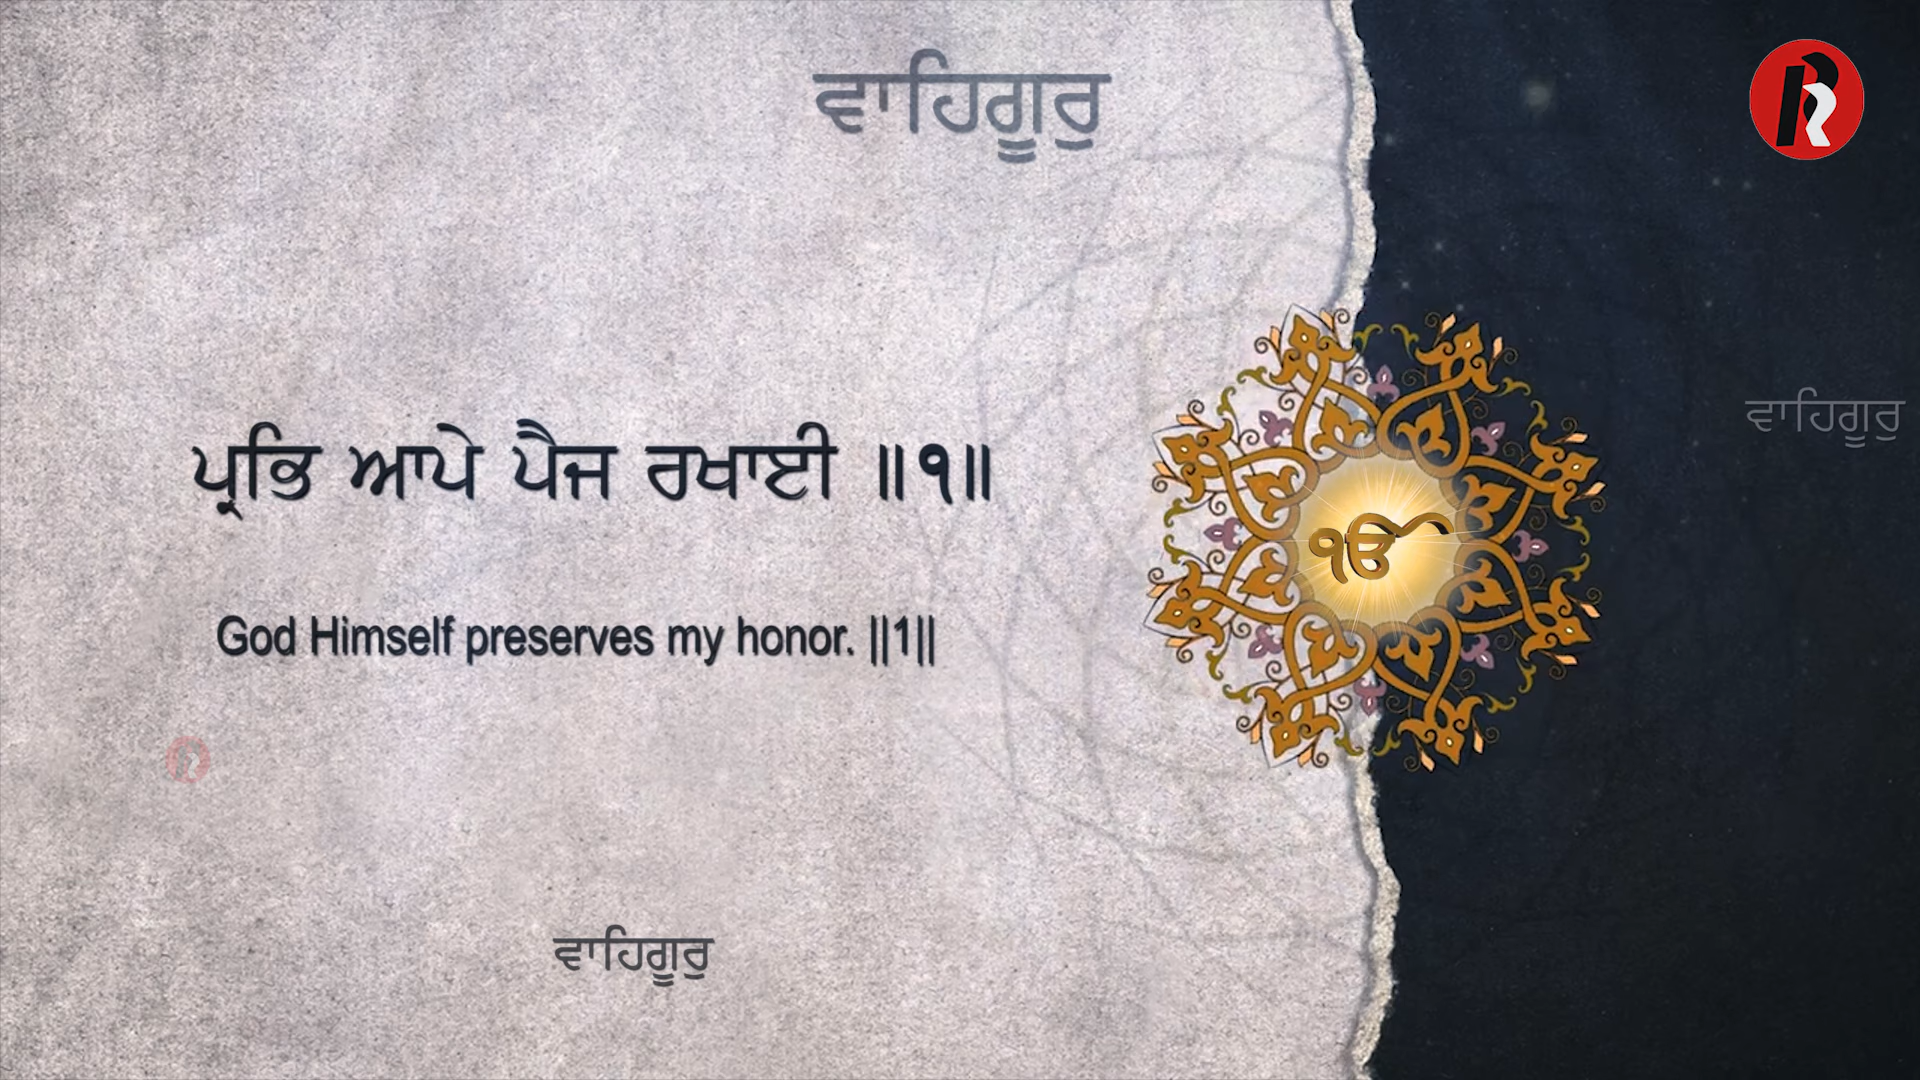 ਵਾਹਿਗੂਰੁ
ਵਾਹਿਗੂਰੁ
ਪ੍ਰਭਿ ਆਪੇ ਪੈਜ ਰਖਾਈ ॥੧॥
ੴ
God Himself preserves my honor. ||1||
ਵਾਹਿਗੂਰੁ